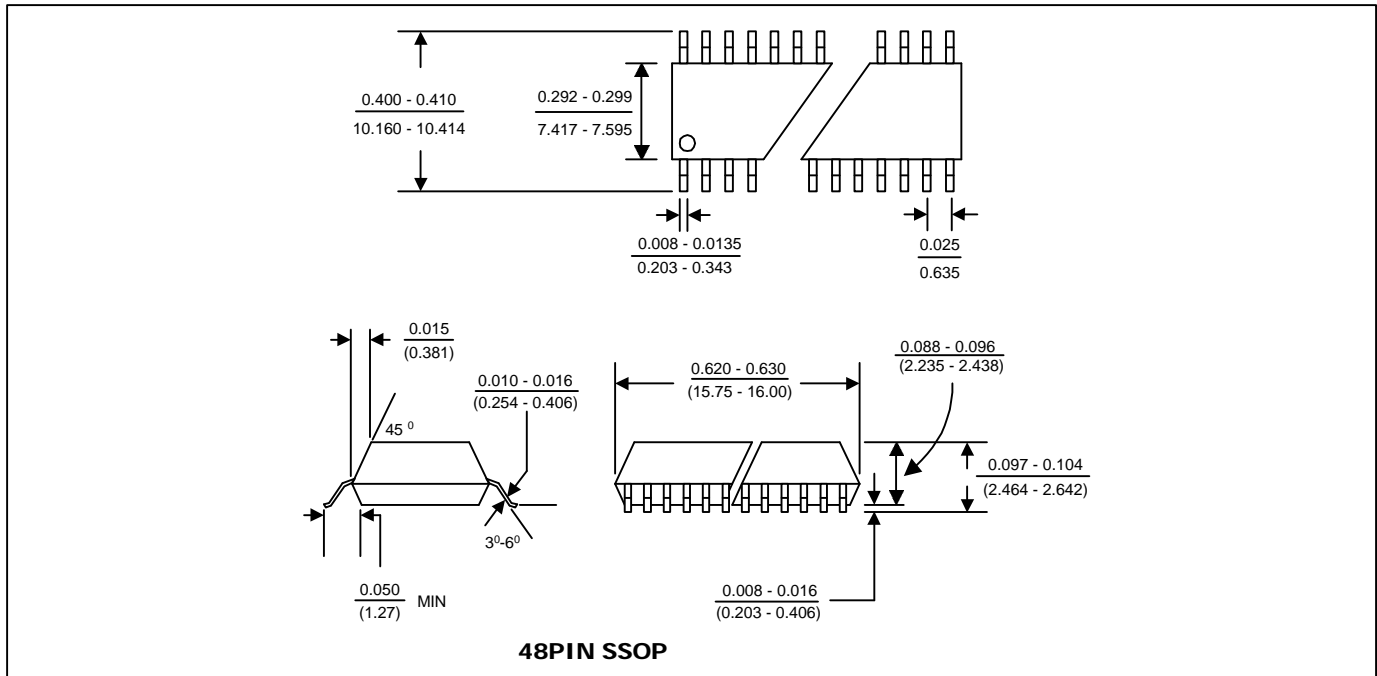 0.400 - 0.410
10.160 - 10.414
0.292 - 0.299
7.417 - 7.595
0.008 - 0.0135
0.203 - 0.343
0.025
0.635
0.015
(0.381)
45 ⁰
0.010 - 0.016
(0.254 - 0.406)
3⁰-6⁰
0.050
(1.27)
MIN
0.620 - 0.630
(15.75 - 16.00)
0.088 - 0.096
(2.235 - 2.438)
0.097 - 0.104
(2.464 - 2.642)
0.008 - 0.016
(0.203 - 0.406)
48PIN SSOP